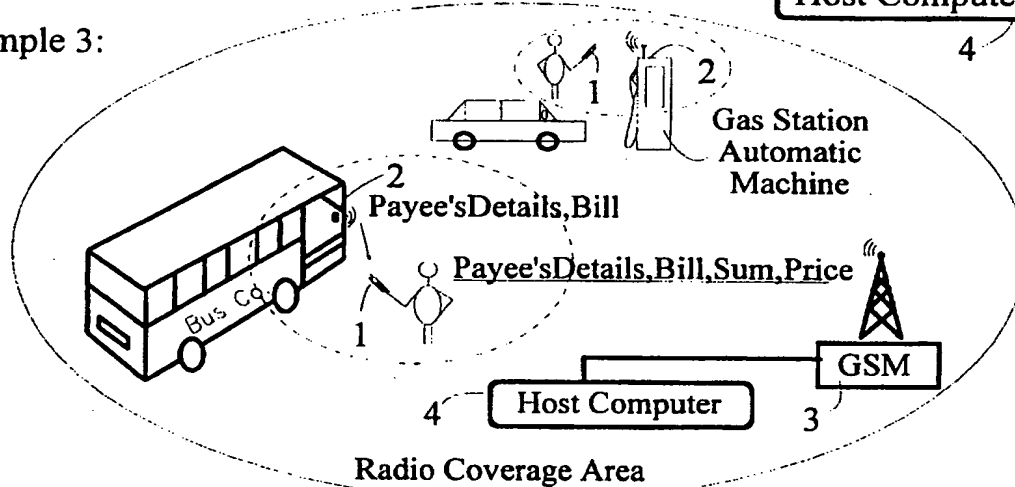 Host Compute
4
mple 3:
1
2
Gas Station
Automatic
Machine
2
Payee'sDetails,Bill
Payee'sDetails,Bill,Sum,Price
Bus Co.
1
GSM
4
Host Computer
3
Radio Coverage Area